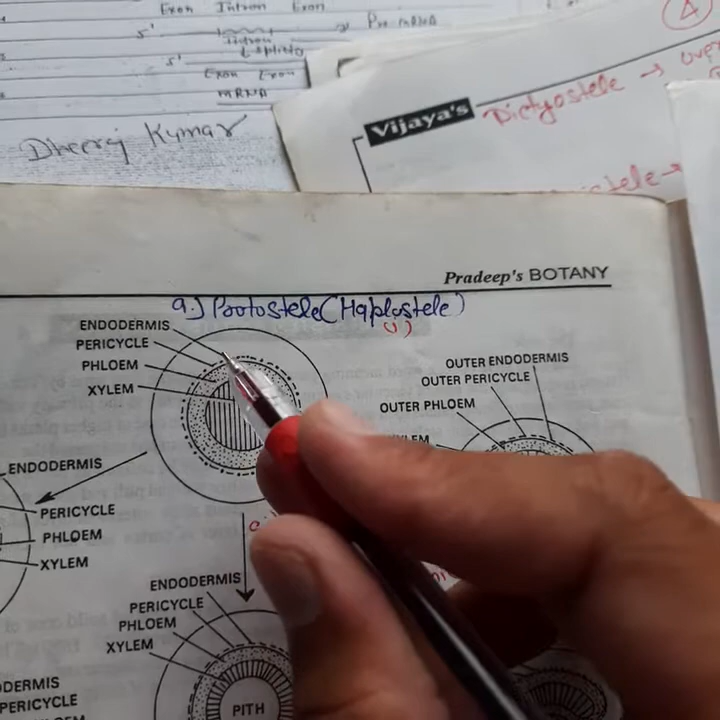 Exon Intron Exon
5' Pre mRNA
Intron
5'
Exon Exon
mRNA
Dheeraj Kumar
A
Vijaya's Dictyostele →
Pradeep's BOTANY
a.) Protostele (Haplostele)
(1)
ENDODERMIS
PERICYCLE
PHLOEM
XYLEM
OUTER ENDODERMIS
OUTER PERICYCLE
OUTER PHLOEM
ENDODERMIS
PERICYCLE
PHLOEM
XYLEM
ENDODERMIS
PERICYCLE
PHLOEM
XYLEM
PITH
PERICYCLE